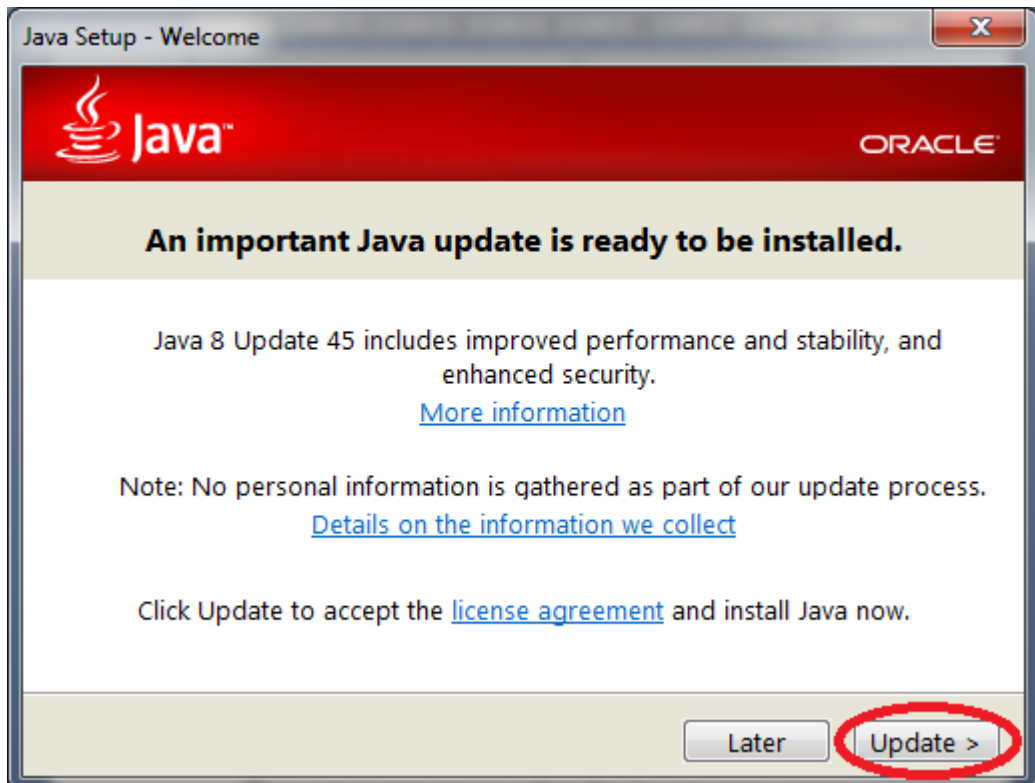 Java Setup - Welcome
x
Java™
ORACLE
An important Java update is ready to be installed.
Java 8 Update 45 includes improved performance and stability, and
enhanced security.
More information
Note: No personal information is gathered as part of our update process.
Details on the information we collect
Click Update to accept the license agreement and install Java now.
Later
Update >